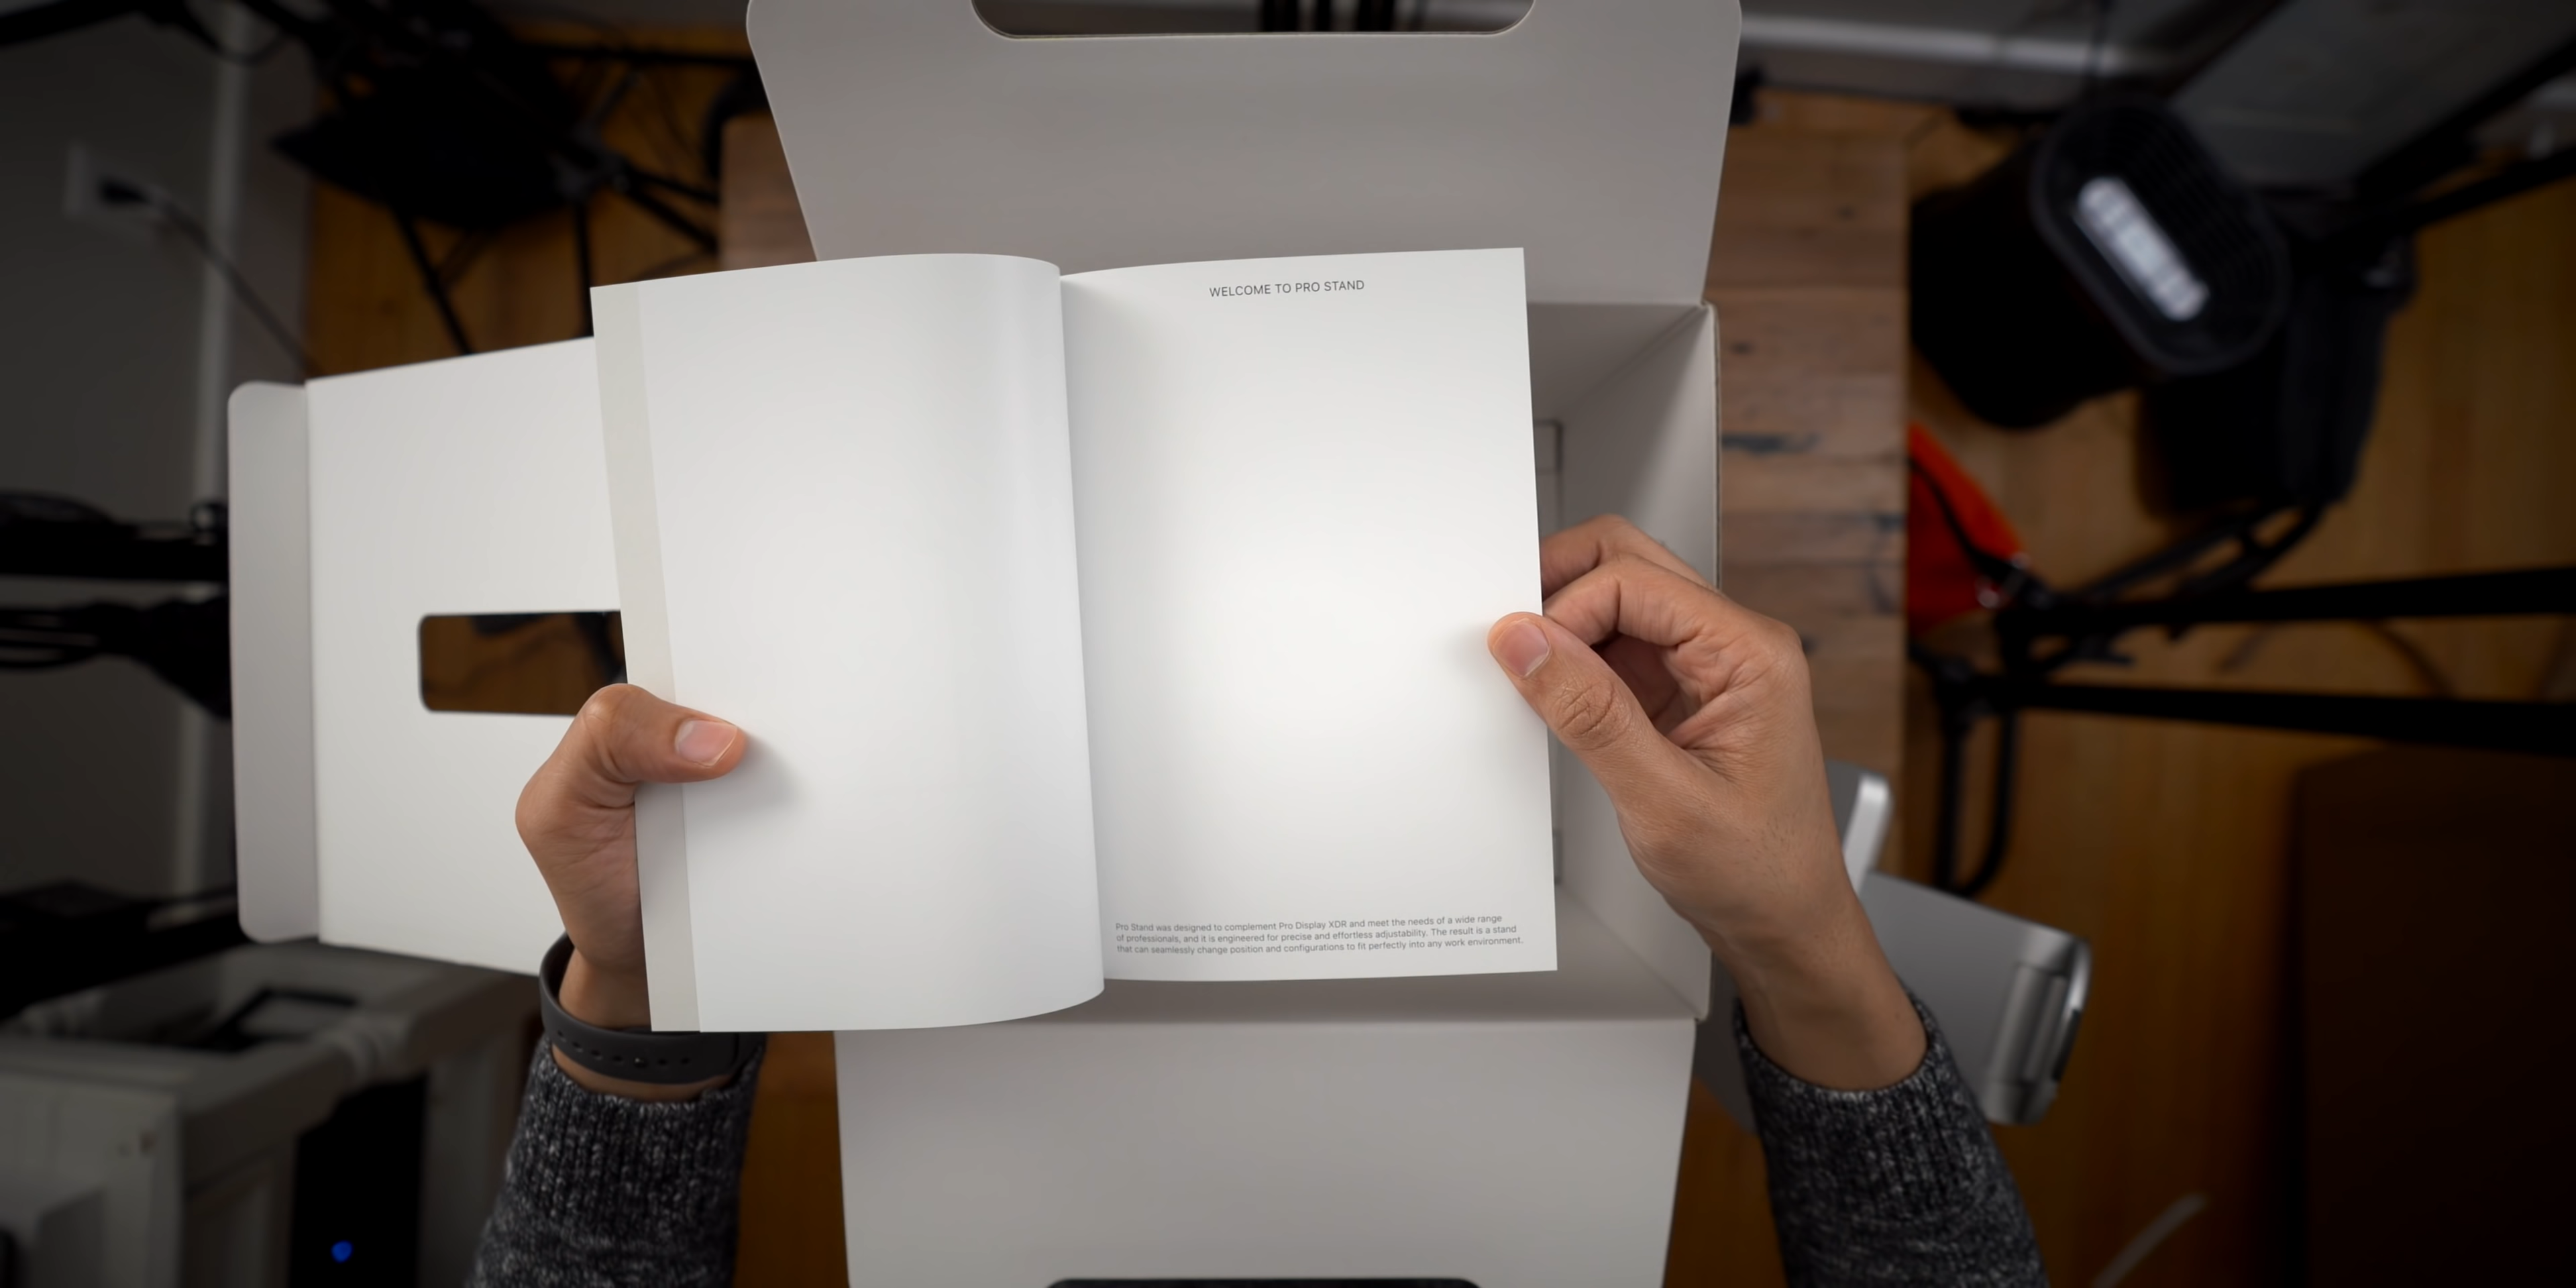 WELCOME TO PRO STAND
Pro Stand was designed to complement Pro Display XDR and meet the needs of a wide range
of professionals, and it is engineered for precise and effortless adjustability. The result is a stand
that can seamlessly change position and configurations to fit perfectly into any work environment.